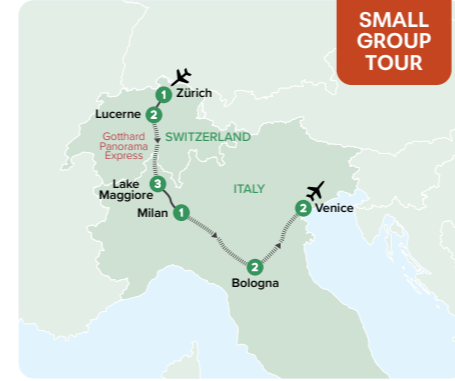 SMALL
GROUP
TOUR
1 Zürich
Lucerne 2
Gotthard
Panorama
Express
SWITZERLAND
Lake
Maggiore
3
ITALY
Milan 1
2 Venice
2
Bologna